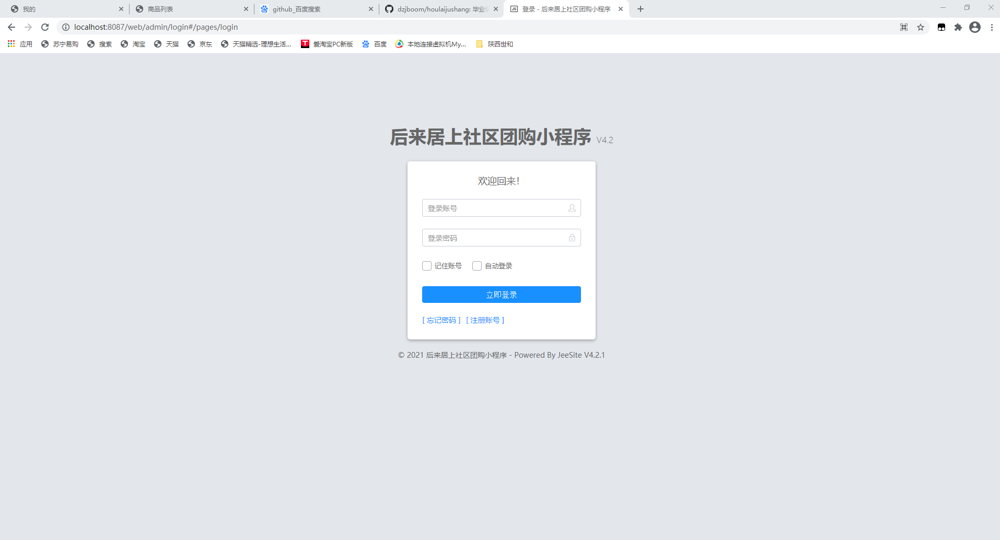 我的
商品列表
github_百度搜索
dzjboom/houlaijushang: 毕业
登录 - 后来居上社区团购小程序
localhost:8087/web/admin/login#/pages/login
应用 苏宁易购 搜索 淘宝 天猫 京东 天猫精选-理想生活... 爱淘宝PC新版 百度 本地连接虚拟机My... 陕西世和
后来居上社区团购小程序 V4.2
欢迎回来!
登录账号
登录密码
记住账号 自动登录
立即登录
[ 忘记密码 ] [ 注册账号 ]
© 2021 后来居上社区团购小程序 - Powered By JeeSite V4.2.1